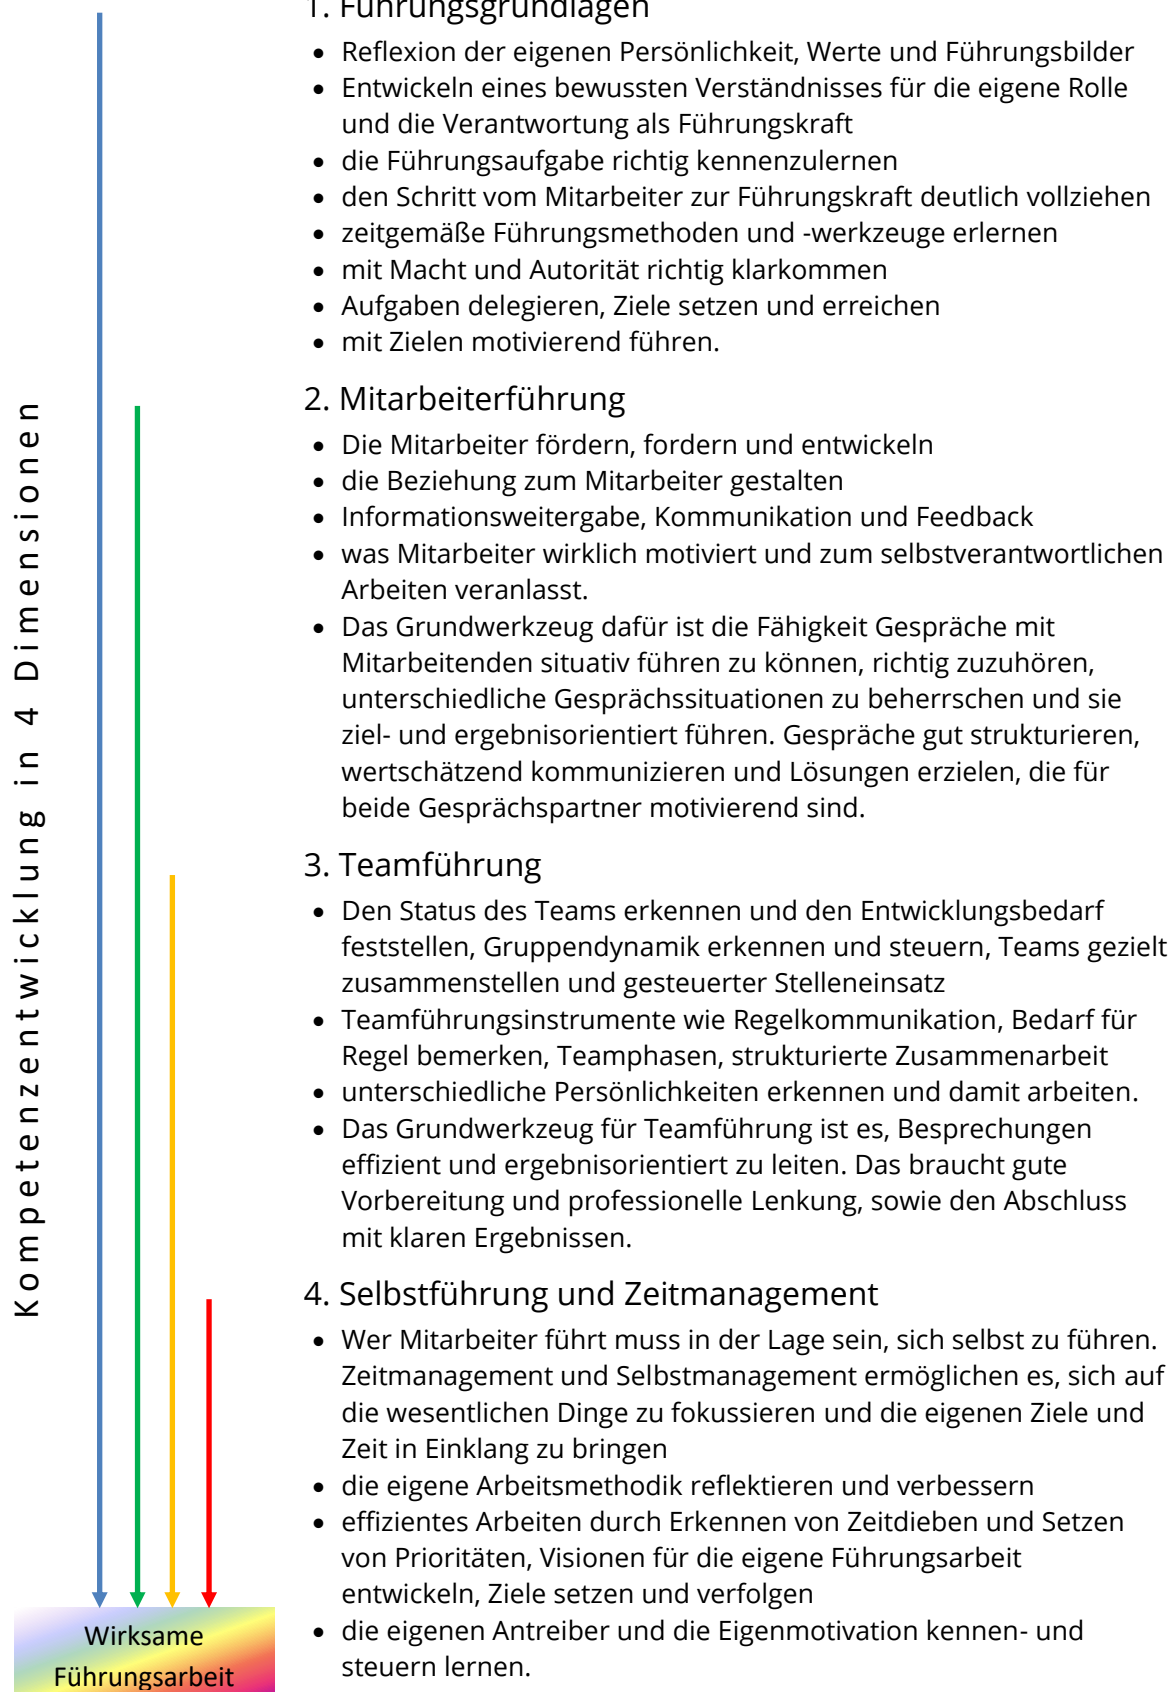 1. Führungsgrundlagen
• Reflexion der eigenen Persönlichkeit, Werte und Führungsbilder
• Entwickeln eines bewussten Verständnisses für die eigene Rolle
und die Verantwortung als Führungskraft
• die Führungsaufgabe richtig kennenzulernen
• den Schritt vom Mitarbeiter zur Führungskraft deutlich vollziehen
• zeitgemäße Führungsmethoden und -werkzeuge erlernen
• mit Macht und Autorität richtig klarkommen
• Aufgaben delegieren, Ziele setzen und erreichen
• mit Zielen motivierend führen.
2. Mitarbeiterführung
• Die Mitarbeiter fördern, fordern und entwickeln
• die Beziehung zum Mitarbeiter gestalten
• Informationsweitergabe, Kommunikation und Feedback
• was Mitarbeiter wirklich motiviert und zum selbstverantwortlichen
Arbeiten veranlasst.
• Das Grundwerkzeug dafür ist die Fähigkeit Gespräche mit
Mitarbeitenden situativ führen zu können, richtig zuzuhören,
unterschiedliche Gesprächssituationen zu beherrschen und sie
ziel- und ergebnisorientiert führen. Gespräche gut strukturieren,
wertschätzend kommunizieren und Lösungen erzielen, die für
beide Gesprächspartner motivierend sind.
3. Teamführung
• Den Status des Teams erkennen und den Entwicklungsbedarf
feststellen, Gruppendynamik erkennen und steuern, Teams gezielt
zusammenstellen und gesteuerter Stelleneinsatz
• Teamführungsinstrumente wie Regelkommunikation, Bedarf für
Regel bemerken, Teamphasen, strukturierte Zusammenarbeit
• unterschiedliche Persönlichkeiten erkennen und damit arbeiten.
• Das Grundwerkzeug für Teamführung ist es, Besprechungen
effizient und ergebnisorientiert zu leiten. Das braucht gute
Vorbereitung und professionelle Lenkung, sowie den Abschluss
mit klaren Ergebnissen.
4. Selbstführung und Zeitmanagement
• Wer Mitarbeiter führt muss in der Lage sein, sich selbst zu führen.
Zeitmanagement und Selbstmanagement ermöglichen es, sich auf
die wesentlichen Dinge zu fokussieren und die eigenen Ziele und
Zeit in Einklang zu bringen
• die eigene Arbeitsmethodik reflektieren und verbessern
• effizientes Arbeiten durch Erkennen von Zeitdieben und Setzen
von Prioritäten, Visionen für die eigene Führungsarbeit
entwickeln, Ziele setzen und verfolgen
• die eigenen Antreiber und die Eigenmotivation kennen- und
steuern lernen.
Kompetenzentwicklung in 4 Dimensionen
Wirksame
Führungsarbeit